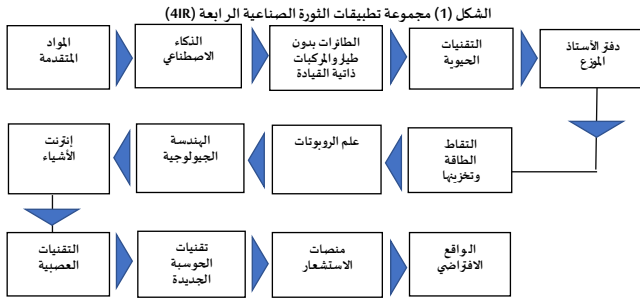 الشكل (1) مجموعة تطبيقات الثورة الصناعية الرابعة (4IR)
المواد
المتقدمة
الذكاء
الاصطناعي
الطائرات بدون
طيار والمركبات
ذاتية القيادة
التقنيات
الحيوية
دفتر الأستاذ
الموزع
التقاط
الطاقة
وتخزينها
علم الروبوتات
الهندسة
الجيولوجية
إنترنت
الأشياء
التقنيات
العصبية
تقنيات
الحوسبة
الجديدة
منصات
الاستشعار
الواقع
الافتراضي